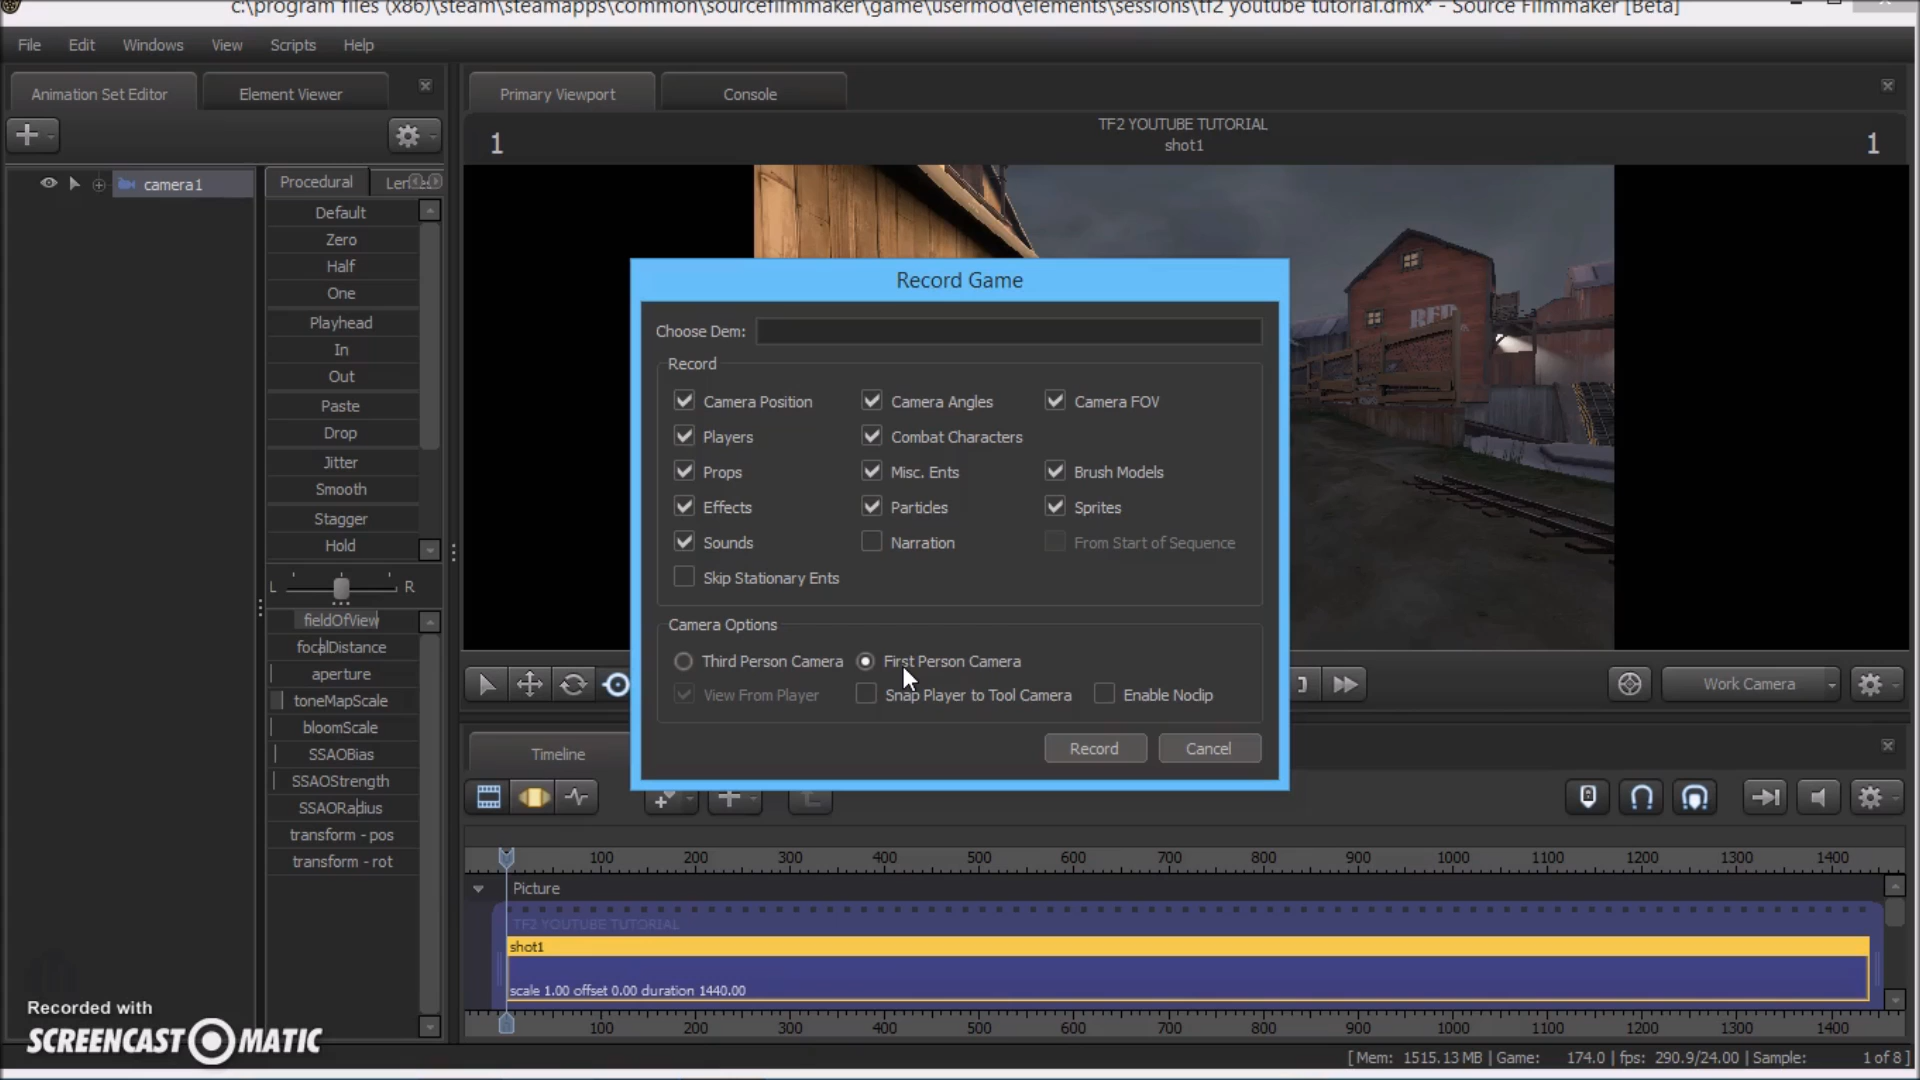 c:\program files (x86)\steam\steamapps\common\sourcefilmmaker\game\usermod\elements\sessions\tf2 youtube tutorial.dmx* - Source Filmmaker [Beta]
File Edit Windows View Scripts Help
Animation Set Editor Element Viewer
Primary Viewport Console
TF2 YOUTUBE TUTORIAL
1 shot1 1
camera1
Procedural
Default
Zero
Half
One
Playhead
In
Out
Paste
Drop
Jitter
Smooth
Stagger
Hold
L R
fieldOfView
focalDistance
aperture
toneMapScale
bloomScale
SSAOBias
SSAOStrength
SSAORadius
transform - pos
transform - rot
RED
Record Game
Choose Dem:
Record
Camera Position Camera Angles Camera FOV
Players Combat Characters
Props Misc. Ents Brush Models
Effects Particles Sprites
Sounds Narration From Start of Sequence
Skip Stationary Ents
Camera Options
Third Person Camera First Person Camera
View From Player Snap Player to Tool Camera Enable Noclip
Record Cancel
Work Camera
Timeline
100 200 300 400 500 600 700 800 900 1000 1100 1200 1300 1400
Picture
TF2 YOUTUBE TUTORIAL
shot1
scale 1.00 offset 0.00 duration 1440.00
100 200 300 400 500 600 700 800 900 1000 1100 1200 1300 1400
[ Mem: 1515.13 MB | Game: 174.0 | fps: 290.9/24.00 | Sample: 1 of 8 ]
Recorded with
SCREENCAST MATIC